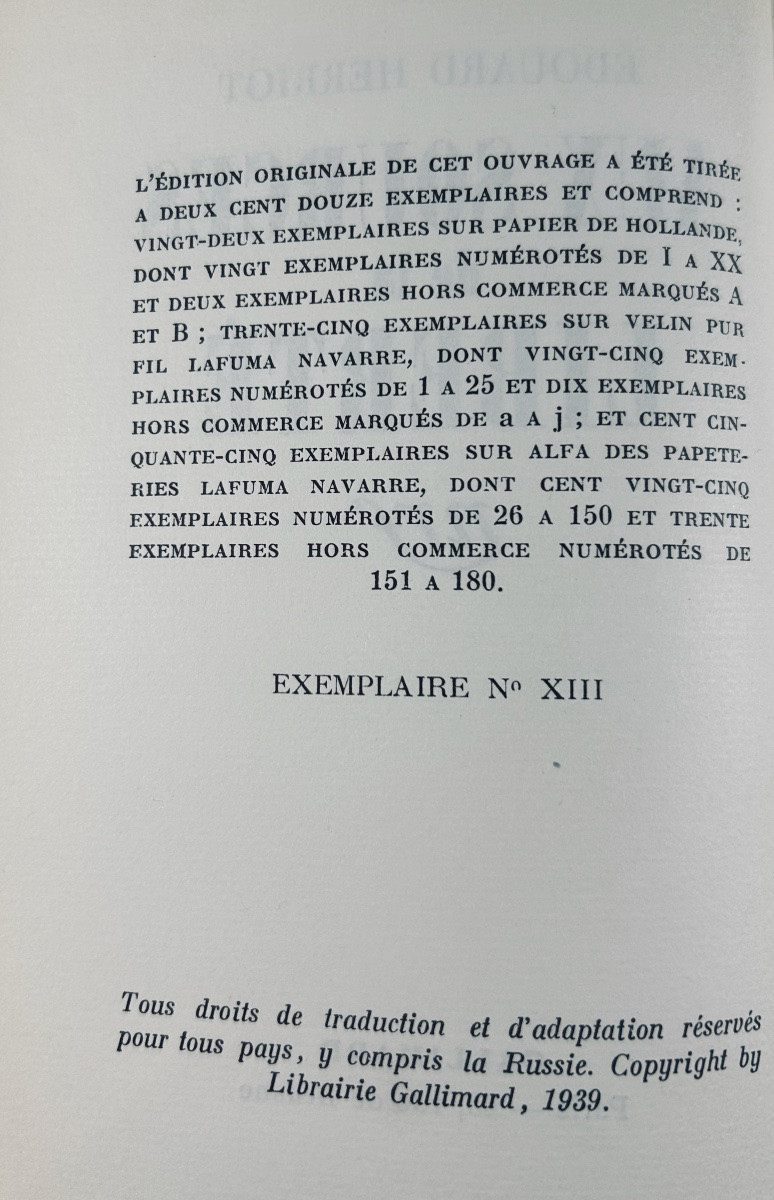 ÉDOUARD HERRIOT
L'ÉDITION ORIGINALE DE CET OUVRAGE A ÉTÉ TIRÉE
A DEUX CENT DOUZE EXEMPLAIRES ET COMPREND :
VINGT-DEUX EXEMPLAIRES SUR PAPIER DE HOLLANDE,
DONT VINGT EXEMPLAIRES NUMÉROTÉS DE I A XX
ET DEUX EXEMPLAIRES HORS COMMERCE MARQUÉS A
ET B ; TRENTE-CINQ EXEMPLAIRES SUR VELIN PUR
FIL LAFUMA NAVARRE, DONT VINGT-CINQ EXEM-
PLAIRES NUMÉROTÉS DE 1 A 25 ET DIX EXEMPLAIRES
HORS COMMERCE MARQUÉS DE a A j ; ET CENT CIN-
QUANTE-CINQ EXEMPLAIRES SUR ALFA DES PAPETE-
RIES LAFUMA NAVARRE, DONT CENT VINGT-CINQ
EXEMPLAIRES NUMÉROTÉS DE 26 A 150 ET TRENTE
EXEMPLAIRES HORS COMMERCE NUMÉROTÉS DE
151 A 180.
EXEMPLAIRE Nº XIII
Tous droits de traduction et d'adaptation réservés
pour tous pays, y compris la Russie. Copyright by
Librairie Gallimard, 1939.